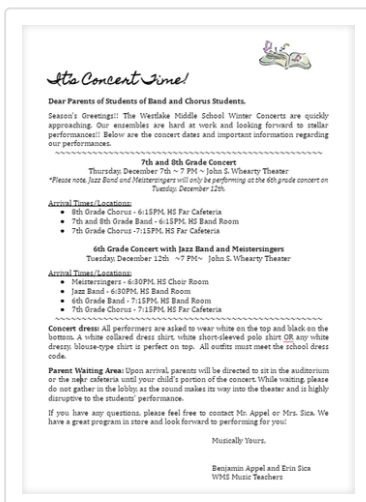 It's Concert Time!
Dear Parents of Students of Band and Chorus Students,
Season's Greetings!! The Westlake Middle School Winter Concerts are quickly
approaching. Our ensembles are hard at work and looking forward to stellar
performances!! Below are the concert dates and important information regarding
our performances.
~~~~~~~~~~~~~~~~~~~~~~~~~~~~~~~~~~~~~~~~~~~~~~~~~~
7th and 8th Grade Concert
Thursday, December 7th ~ 7 PM ~ John S. Whearty Theater
*Please note, Jazz Band and Meistersingers will only be performing at the 6th grade concert on
Tuesday, December 12th.
Arrival Times/Locations:
● 8th Grade Chorus - 6:15PM, HS Far Cafeteria
● 7th and 8th Grade Band - 6:15PM, HS Band Room
● 7th Grade Chorus -7:15PM, HS Far Cafeteria
6th Grade Concert with Jazz Band and Meistersingers
Tuesday, December 12th ~7 PM~ John S. Whearty Theater
Arrival Times/Locations:
● Meistersingers - 6:30PM, HS Choir Room
● Jazz Band - 6:30PM, HS Band Room
● 6th Grade Band - 7:15PM, HS Band Room
● 7th Grade Chorus - 7:15PM, HS Far Cafeteria
~~~~~~~~~~~~~~~~~~~~~~~~~~~~~~~~~~~~~~~~~~~~~~~~~~
Concert dress: All performers are asked to wear white on the top and black on the
bottom. A white collared dress shirt, white short-sleeved polo shirt OR any white
dressy, blouse-type shirt is perfect on top. All outfits must meet the school dress
code.
Parent Waiting Area: Upon arrival, parents will be directed to sit in the auditorium
or the near cafeteria until your child's portion of the concert. While waiting, please
do not gather in the lobby, as the sound makes its way into the theater and is highly
disruptive to the students' performance.
If you have any questions, please feel free to contact Mr. Appel or Mrs. Sica. We
have a great program in store and look forward to performing for you!
Musically Yours,
Benjamin Appel and Erin Sica
WMS Music Teachers